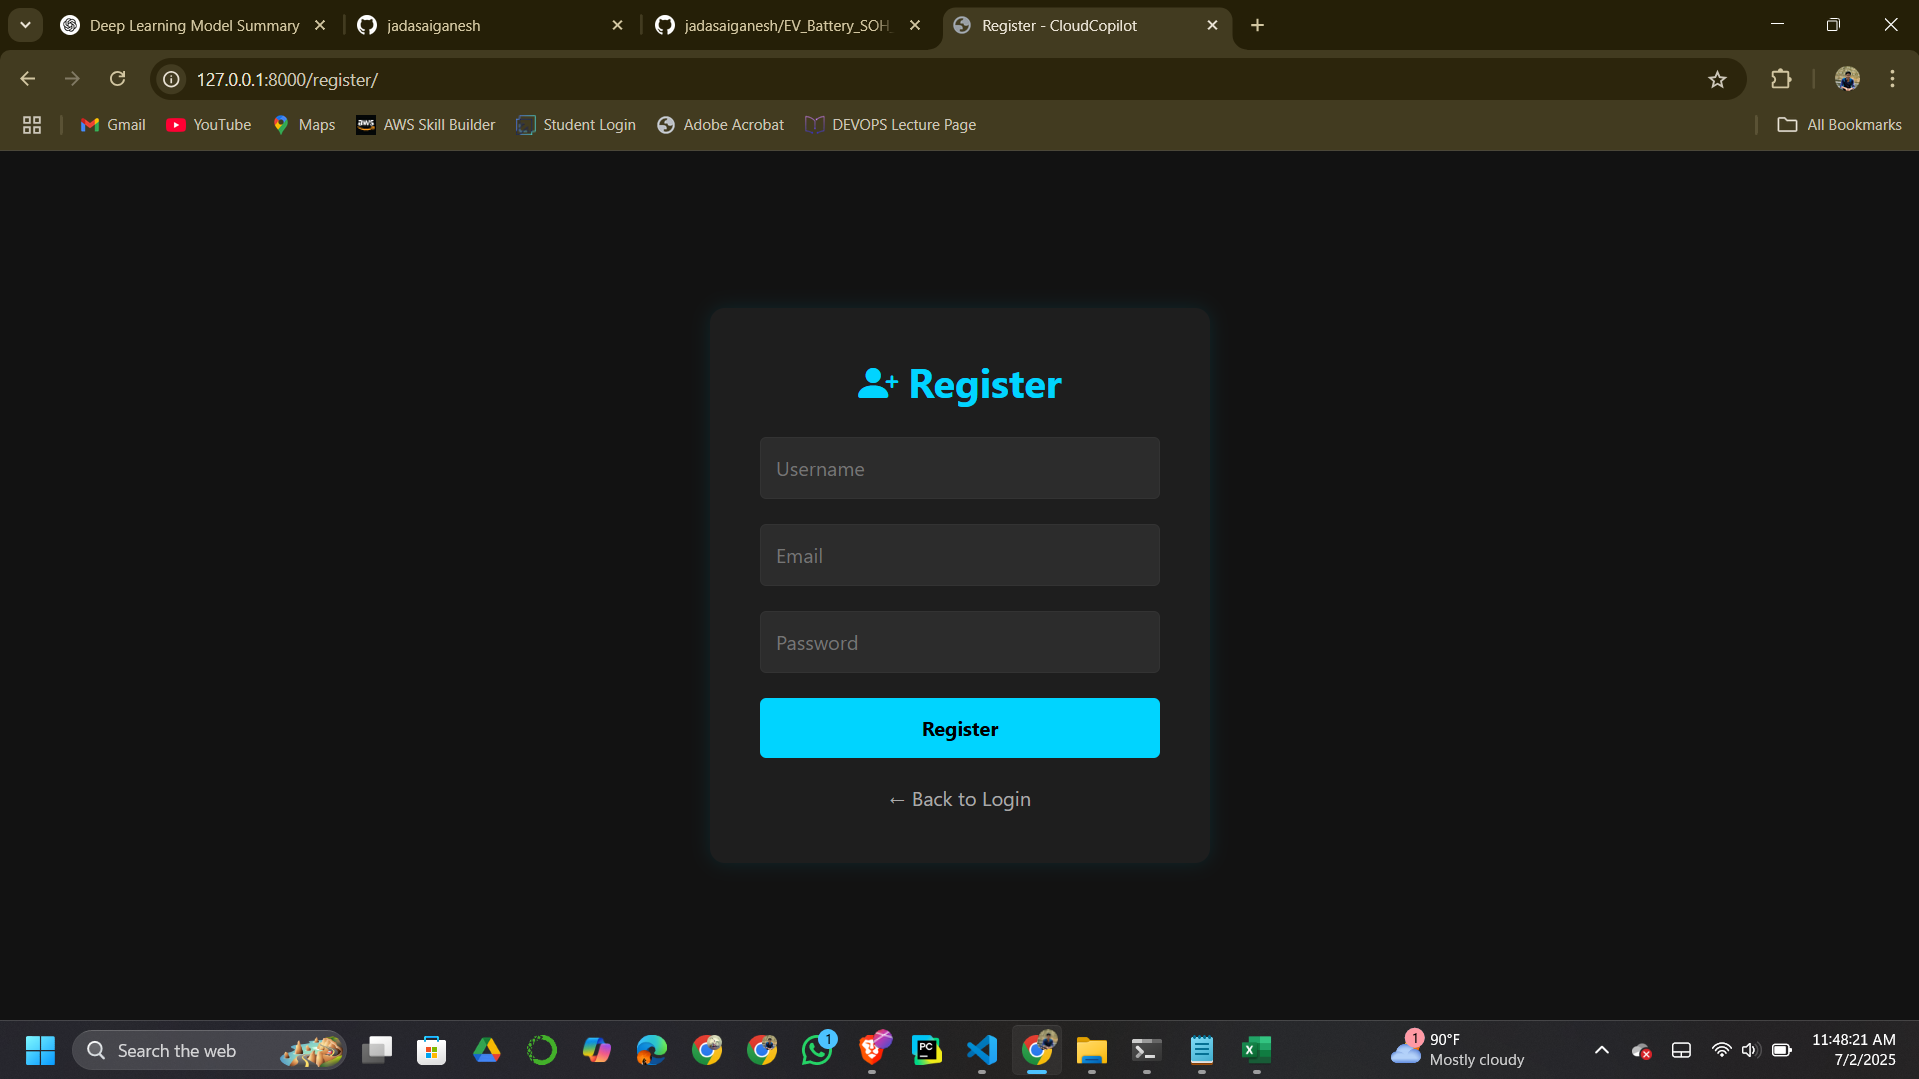 Deep Learning Model Summary
jadasaiganesh
jadasaiganesh/EV_Battery_SOH_
Register - CloudCopilot
127.0.0.1:8000/register/
Gmail
YouTube
Maps
aws
AWS Skill Builder
Student Login
Adobe Acrobat
DEVOPS Lecture Page
All Bookmarks
Register
Username
Email
Password
Register
← Back to Login
Search the web
1
PC
X
1
90°F
Mostly cloudy
11:48:21 AM
7/2/2025